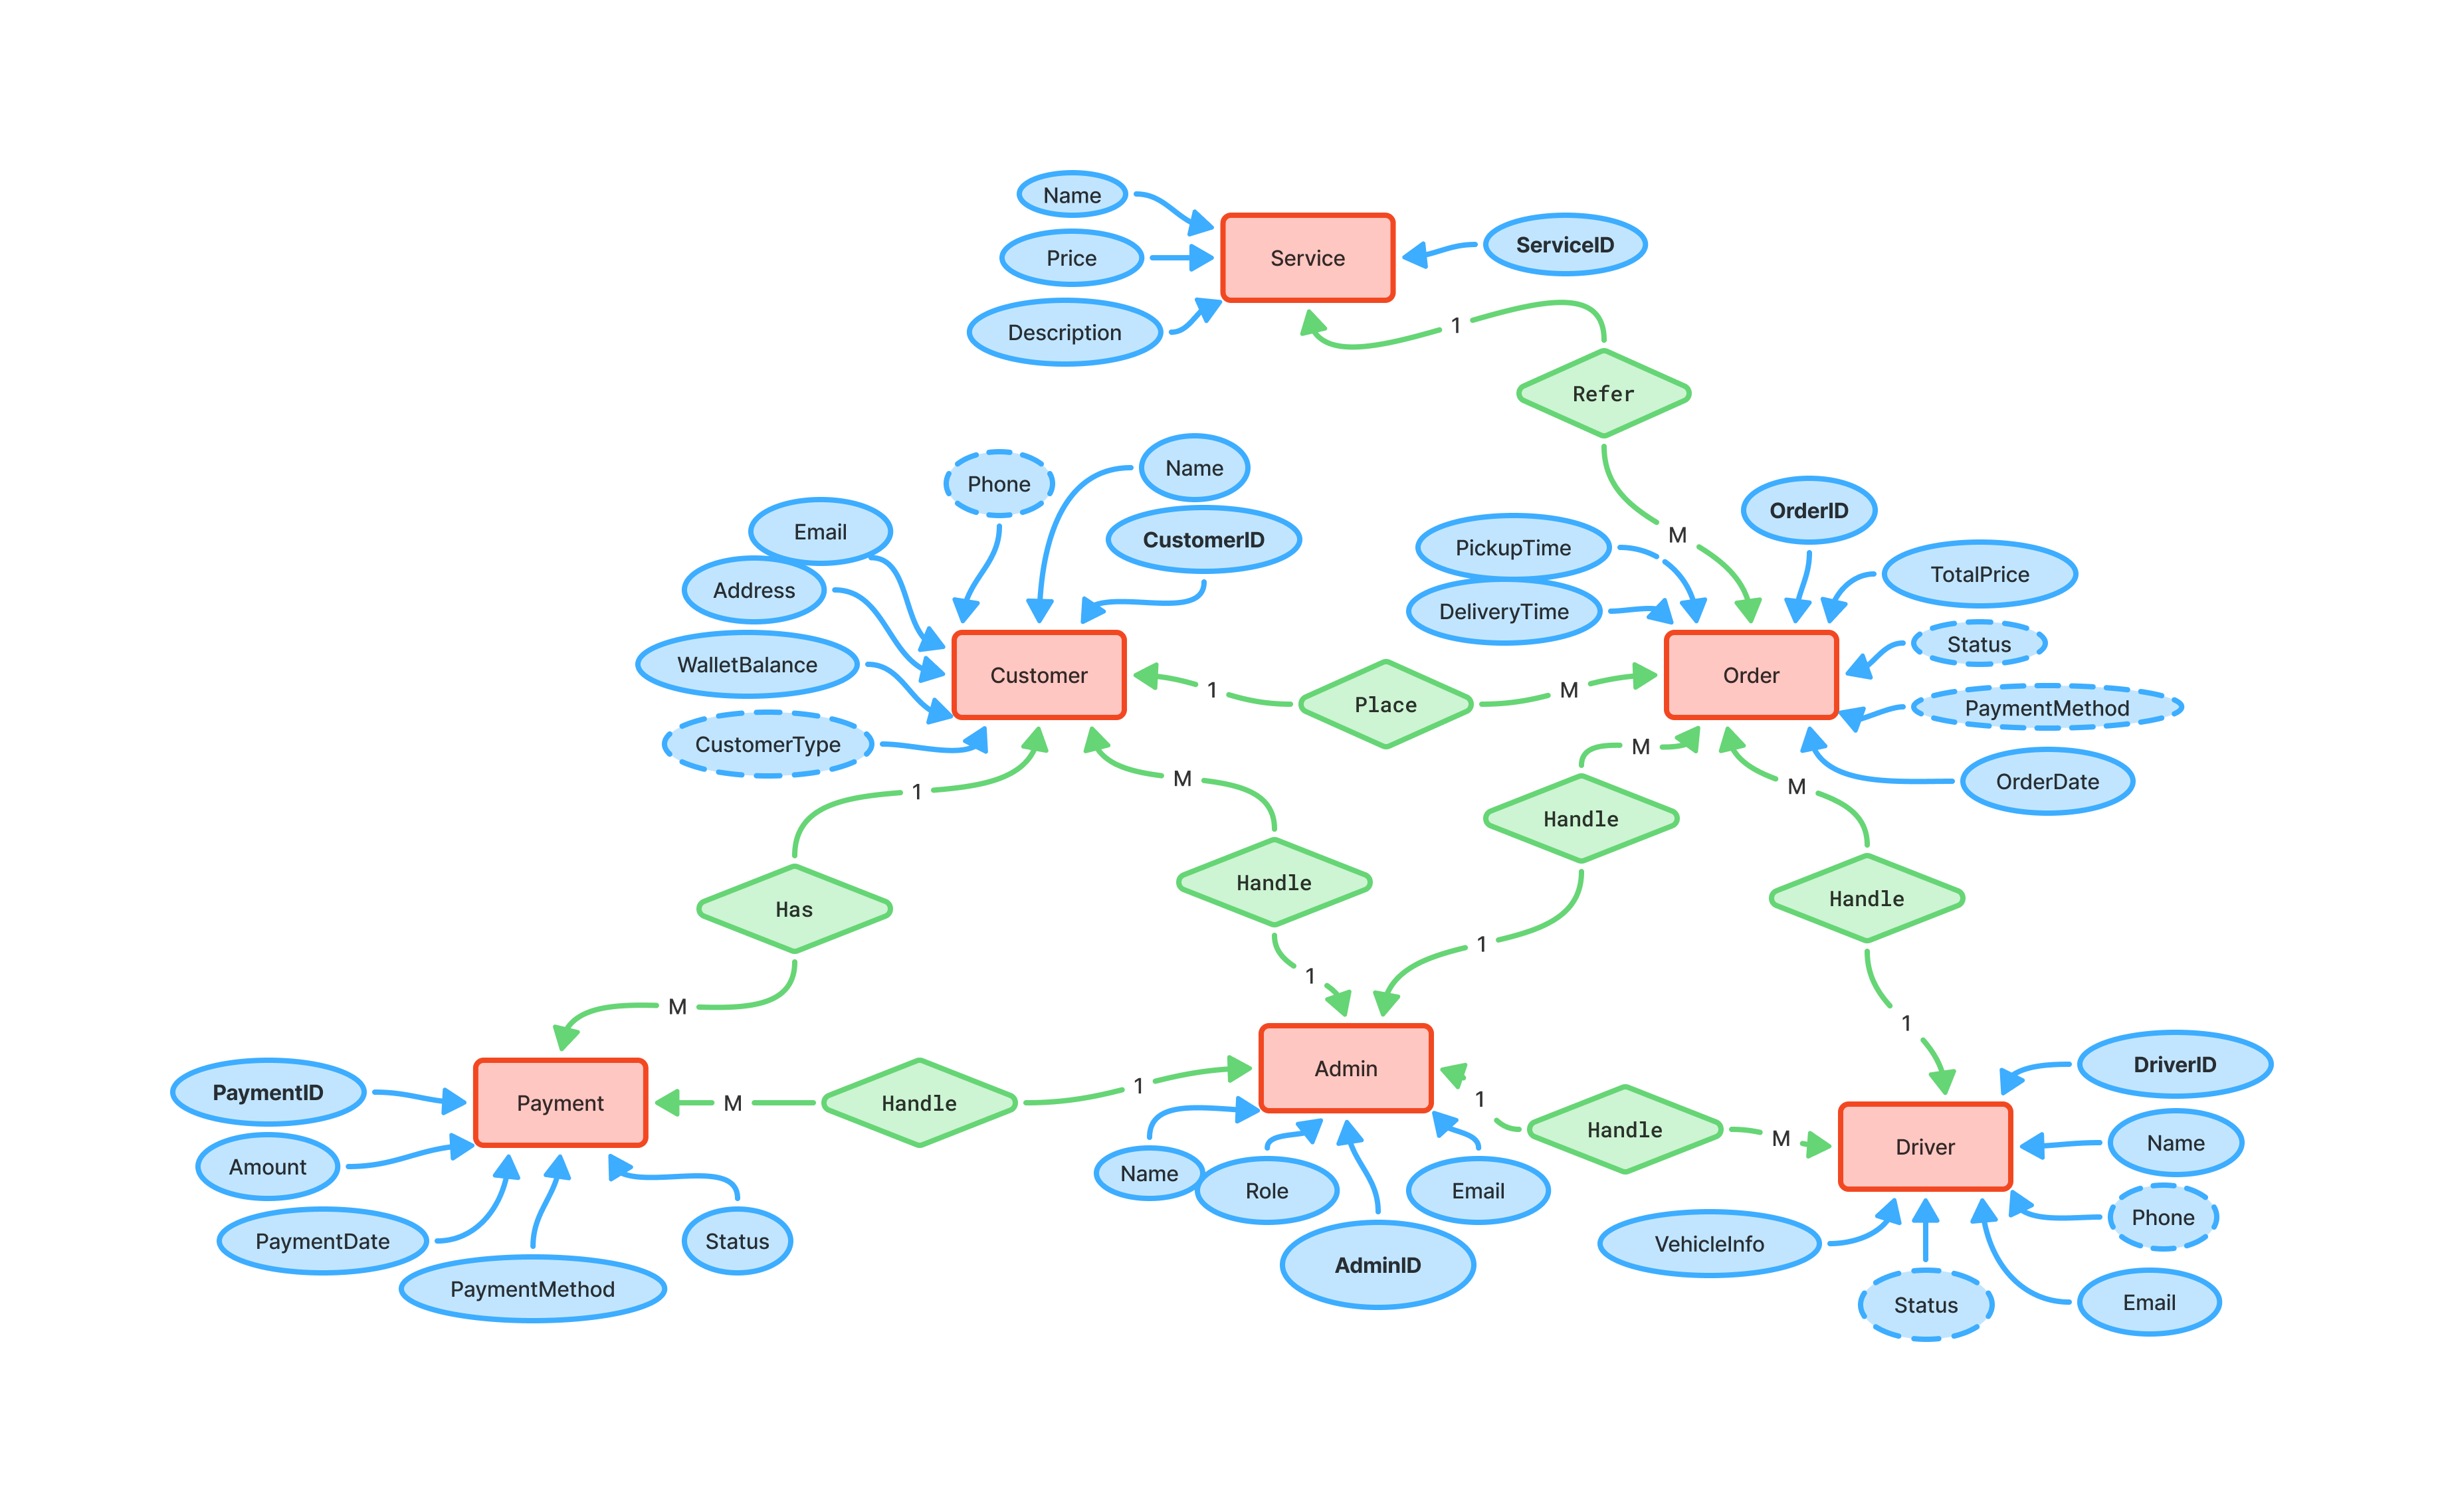 Name
Price
Description
Service
ServiceID
1
Refer
M
Phone
Name
Email
CustomerID
Address
WalletBalance
CustomerType
Customer
1
Place
M
PickupTime
DeliveryTime
OrderID
TotalPrice
Status
PaymentMethod
OrderDate
Order
1
M
M
M
Has
Handle
Handle
Handle
M
1
1
1
PaymentID
Amount
PaymentDate
PaymentMethod
Status
Payment
M
Handle
1
Admin
Name
Role
AdminID
Email
1
Handle
M
Driver
DriverID
Name
Phone
Email
Status
VehicleInfo